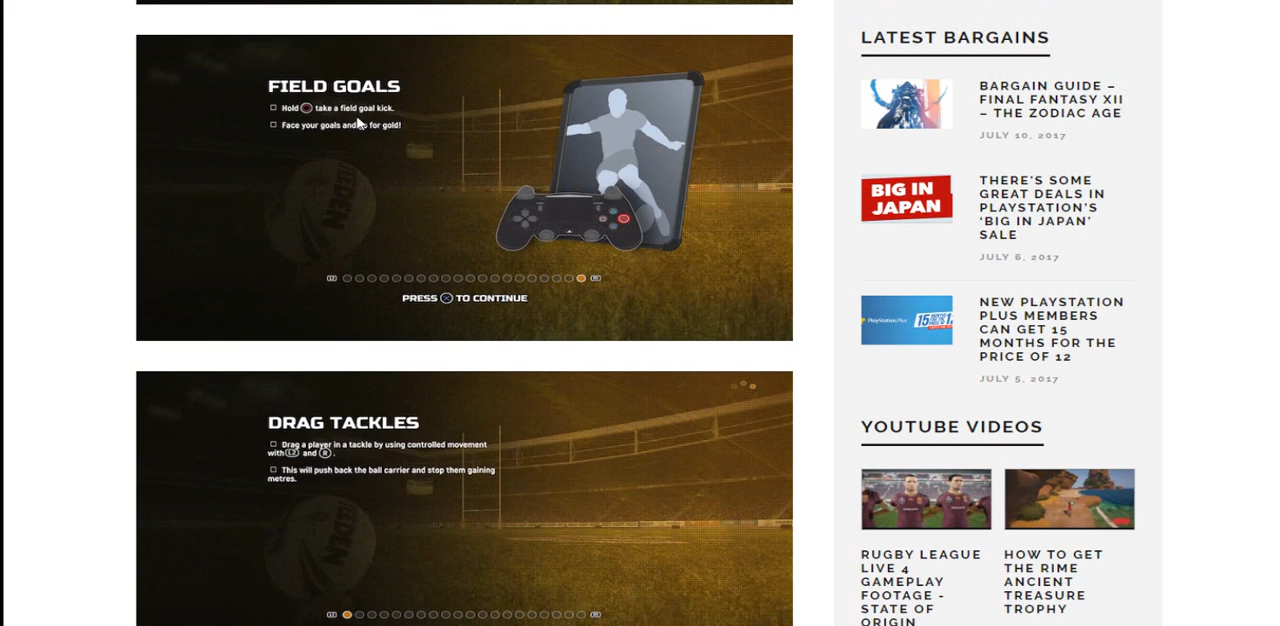 FIELD GOALS
Hold take a field goal kick.
Face your goals and for gold!
PRESS TO CONTINUE
DRAG TACKLES
Drag a player in a tackle by using controlled movement
with L2 and R .
This will push back the ball carrier and stop them gaining
metres.
LATEST BARGAINS
BARGAIN GUIDE –
FINAL FANTASY XII
– THE ZODIAC AGE
JULY 10, 2017
BIG IN
JAPAN
THERE'S SOME
GREAT DEALS IN
PLAYSTATION'S
'BIG IN JAPAN'
SALE
JULY 6, 2017
PlayStation Plus
15
NEW PLAYSTATION
PLUS MEMBERS
CAN GET 15
MONTHS FOR THE
PRICE OF 12
JULY 5, 2017
YOUTUBE VIDEOS
RUGBY LEAGUE
LIVE 4
GAMEPLAY
FOOTAGE -
STATE OF
ORIGIN
HOW TO GET
THE RIME
ANCIENT
TREASURE
TROPHY